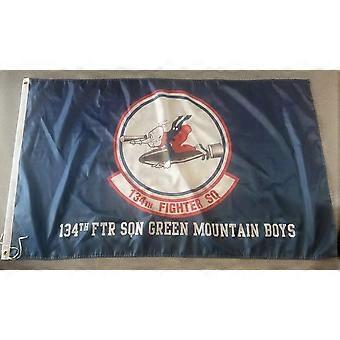 134th FIGHTER SQ
134TH FTR SQN GREEN MOUNTAIN BOYS